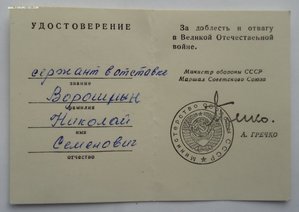 УДОСТОВЕРЕНИЕ
сержант в отставке
звание
фамилия
Николай
имя
Семенович
отчество
За доблесть и отвагу
в Великой Отечественной
войне.
Министр обороны СССР
Маршал Советского Союза
А. ГРЕЧКО